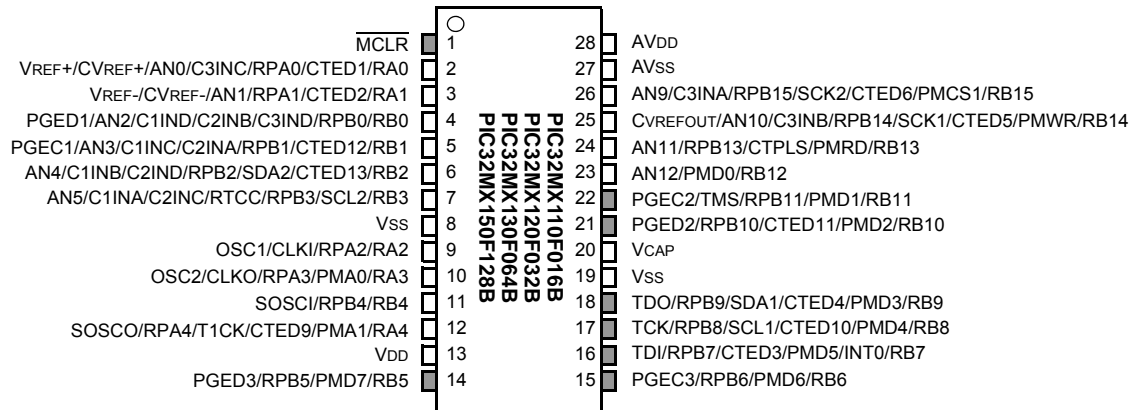 MCLR 1 28 AVDD
VREF+/CVREF+/AN0/C3INC/RPA0/CTED1/RA0 2 27 AVSS
VREF-/CVREF-/AN1/RPA1/CTED2/RA1 3 26 AN9/C3INA/RPB15/SCK2/CTED6/PMCS1/RB15
PGED1/AN2/C1IND/C2INB/C3IND/RPB0/RB0 4 25 CVREFOUT/AN10/C3INB/RPB14/SCK1/CTED5/PMWR/RB14
PGEC1/AN3/C1INC/C2INA/RPB1/CTED12/RB1 5 24 AN11/RPB13/CTPLS/PMRD/RB13
AN4/C1INB/C2IND/RPB2/SDA2/CTED13/RB2 6 23 AN12/PMD0/RB12
AN5/C1INA/C2INC/RTCC/RPB3/SCL2/RB3 7 22 PGEC2/TMS/RPB11/PMD1/RB11
VSS 8 21 PGED2/RPB10/CTED11/PMD2/RB10
OSC1/CLKI/RPA2/RA2 9 20 VCAP
OSC2/CLKO/RPA3/PMA0/RA3 10 19 VSS
SOSCI/RPB4/RB4 11 18 TDO/RPB9/SDA1/CTED4/PMD3/RB9
SOSCO/RPA4/T1CK/CTED9/PMA1/RA4 12 17 TCK/RPB8/SCL1/CTED10/PMD4/RB8
VDD 13 16 TDI/RPB7/CTED3/PMD5/INT0/RB7
PGED3/RPB5/PMD7/RB5 14 15 PGEC3/RPB6/PMD6/RB6
PIC32MX110F016B
PIC32MX120F032B
PIC32MX130F064B
PIC32MX150F128B